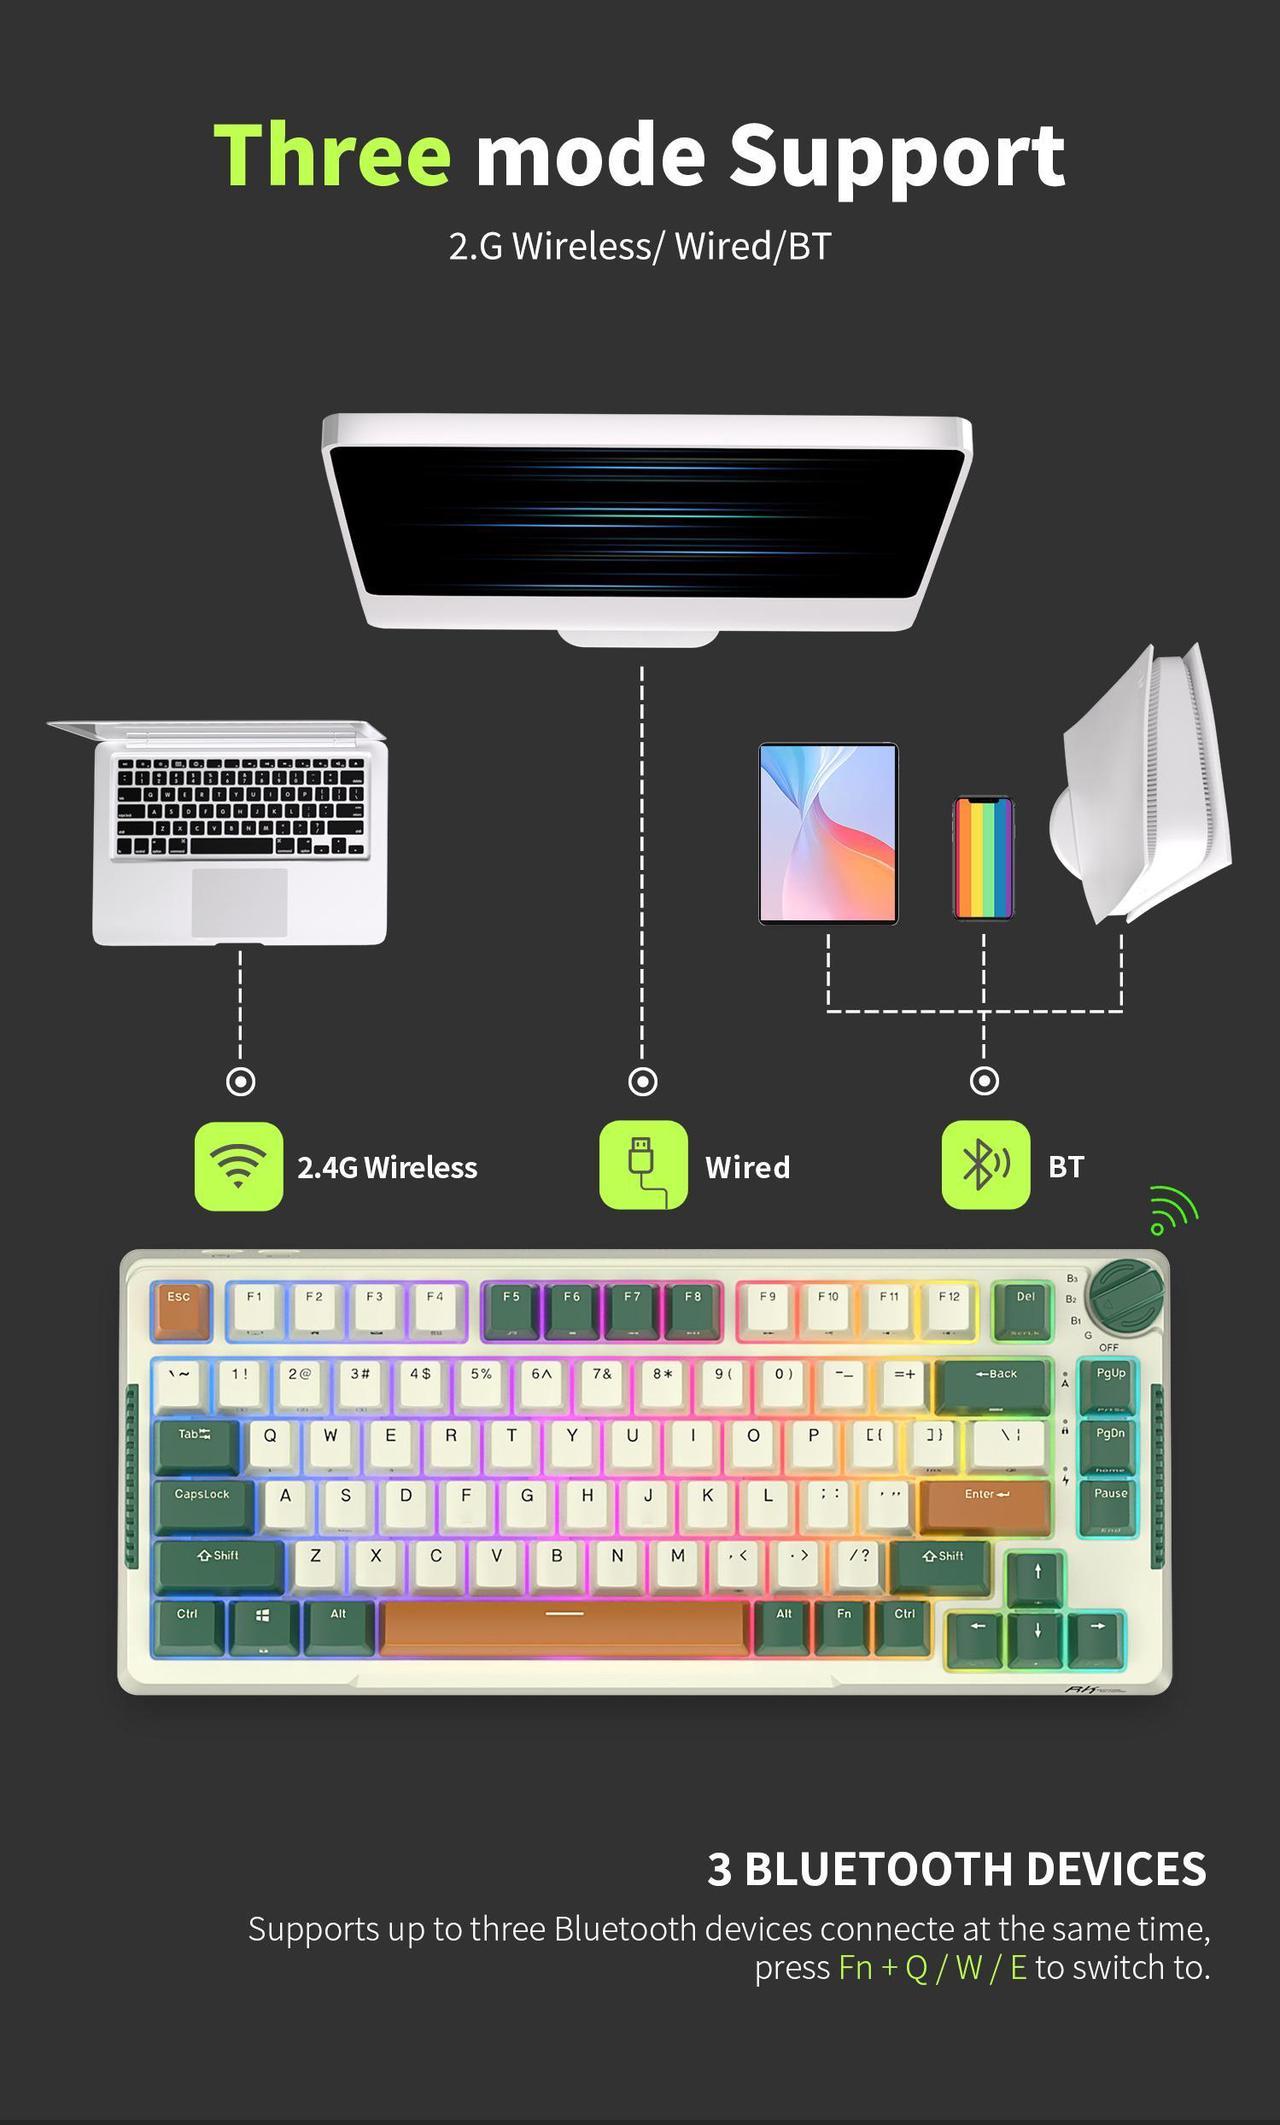 Three mode Support
2.G Wireless/ Wired/BT
2.4G Wireless
Wired
BT
Esc F1 F2 F3 F4 F5 F6 F7 F8 F9 F10 F11 F12 Del
B3
B2
B1
G
OFF
`~ 1! 2@ 3# 4$ 5% 6^ 7& 8* 9( 0) -_ =+ ←Back PgUp
Tab Q W E R T Y U I O P [{ ]} \¦ PgDn
home
CapsLock A S D F G H J K L ;: '" Enter Pause
End
Shift Z X C V B N M ,< .> /? Shift ↑
Ctrl Alt Alt Fn Ctrl ← ↓ →
RK
3 BLUETOOTH DEVICES
Supports up to three Bluetooth devices connecte at the same time,
press Fn + Q / W / E to switch to.